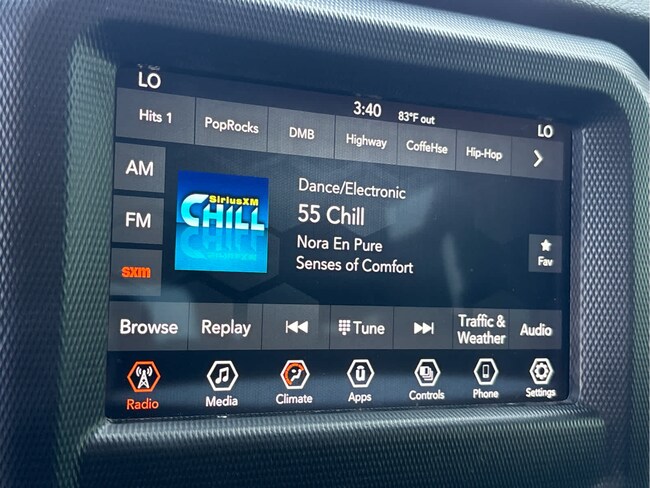 LO
3:40
83°F out
LO
Hits 1
PopRocks
DMB
Highway
CoffeHse
Hip-Hop
AM
FM
sxm
SiriusXM
CHILL
Dance/Electronic
55 Chill
Nora En Pure
Senses of Comfort
Fav
Browse
Replay
Tune
Traffic &
Weather
Audio
Radio
Media
Climate
Apps
Controls
Phone
Settings